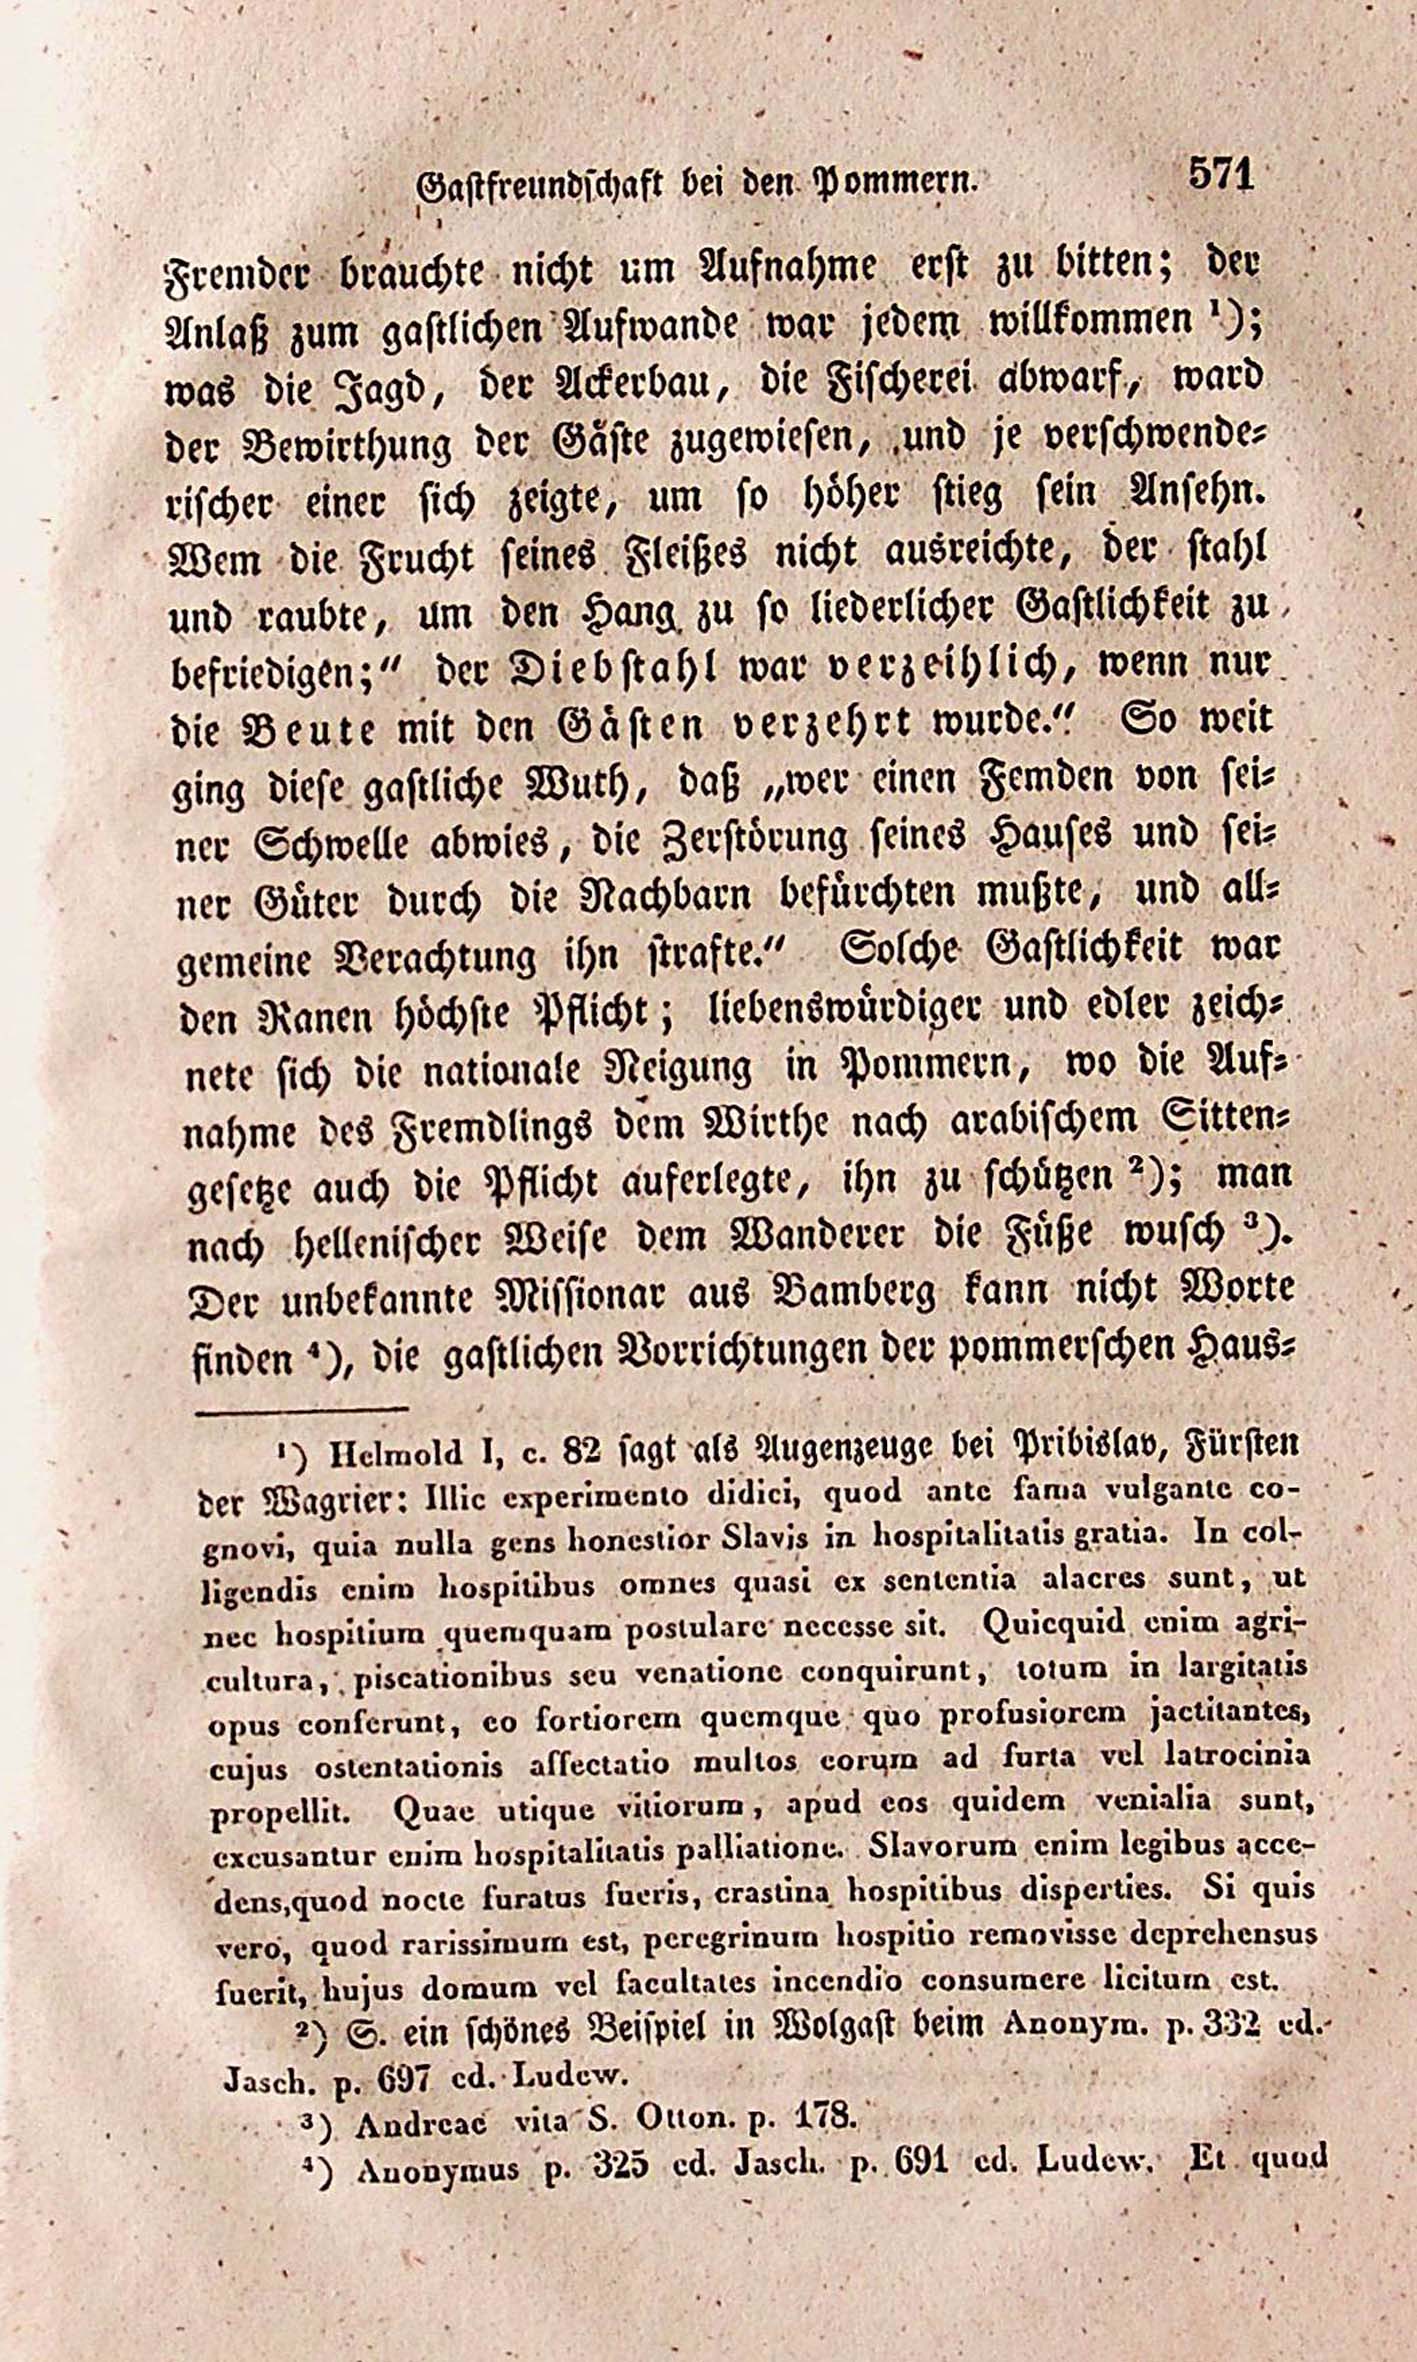 Gastfreundschaft bei den Pommern. 571
Fremder brauchte nicht um Aufnahme erst zu bitten; der
Anlaß zum gastlichen Aufwande war jedem willkommen ¹);
was die Jagd, der Ackerbau, die Fischerei abwarf, ward
der Bewirthung der Gäste zugewiesen, und je verschwende-
rischer einer sich zeigte, um so höher stieg sein Ansehn.
Wem die Frucht seines Fleißes nicht ausreichte, der stahl
und raubte, um den Hang zu so liederlicher Gastlichkeit zu
befriedigen;“ der Diebstahl war verzeihlich, wenn nur
die Beute mit den Gästen verzehrt wurde.“ So weit
ging diese gastliche Wuth, daß „wer einen Femden von sei-
ner Schwelle abwies, die Zerstörung seines Hauses und sei-
ner Güter durch die Nachbarn befürchten mußte, und all-
gemeine Verachtung ihn strafte.“ Solche Gastlichkeit war
den Ranen höchste Pflicht; liebenswürdiger und edler zeich-
nete sich die nationale Neigung in Pommern, wo die Auf-
nahme des Fremdlings dem Wirthe nach arabischem Sitten-
gesetze auch die Pflicht auferlegte, ihn zu schützen ²); man
nach hellenischer Weise dem Wanderer die Füße wusch ³).
Der unbekannte Missionar aus Bamberg kann nicht Worte
finden ⁴), die gastlichen Vorrichtungen der pommerschen Haus-
¹) Helmold I, c. 82 sagt als Augenzeuge bei Pribislav, Fürsten
der Wagrier: Illic experimento didici, quod ante fama vulgante co-
gnovi, quia nulla gens honestior Slavis in hospitalitatis gratia. In col-
ligendis enim hospitibus omnes quasi ex sententia alacres sunt, ut
nec hospitium quemquam postulare necesse sit. Quicquid enim agri-
cultura, piscationibus seu venatione conquirunt, totum in largitatis
opus conferunt, eo fortiorem quemque quo profusiorem jactitantes,
cujus ostentationis affectatio multos eorum ad furta vel latrocinia
propellit. Quae utique vitiorum, apud eos quidem venialia sunt,
excusantur enim hospitalitatis palliatione. Slavorum enim legibus acce-
dens, quod nocte furatus fueris, crastina hospitibus disperties. Si quis
vero, quod rarissimum est, peregrinum hospitio removisse deprehensus
fuerit, hujus domum vel facultates incendio consumere licitum est.
²) S. ein schönes Beispiel in Wolgast beim Anonym. p. 332 ed.
Jasch. p. 697 ed. Ludew.
³) Andreae vita S. Otton. p. 178.
⁴) Anonymus p. 325 ed. Jasch. p. 691 ed. Ludew. Et quod